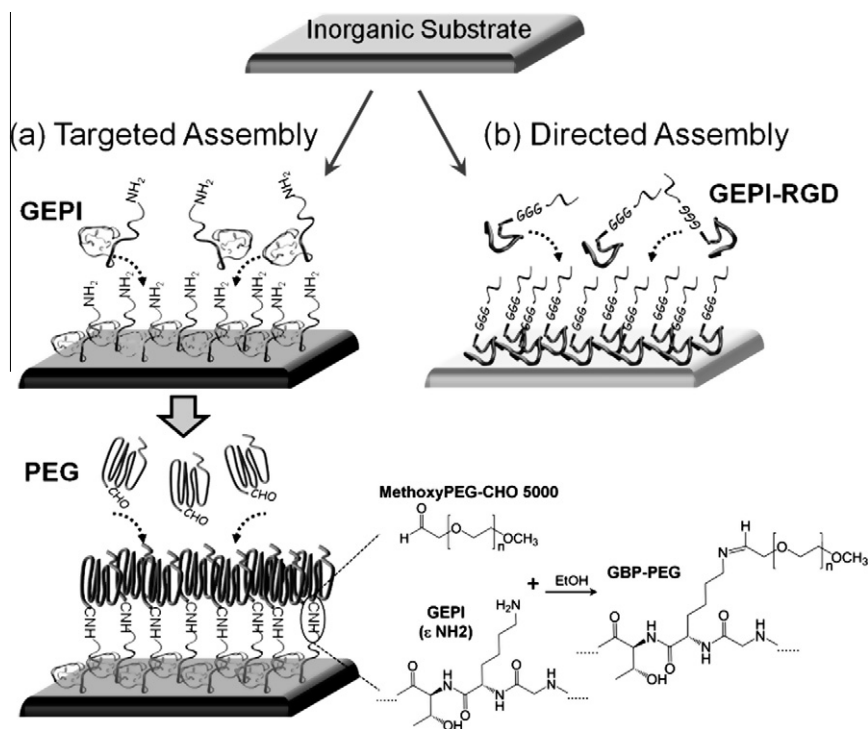 Inorganic Substrate
(a) Targeted Assembly
(b) Directed Assembly
GEPI
NH2
NH2
NH2
GEPI-RGD
GGG
GGG
GGG
NH2
NH2
NH2
NH2
NH2
NH2
NH2
GGG
GGG
GGG
GGG
GGG
GGG
GGG
GGG
PEG
CHO
CHO
CHO
MethoxyPEG-CHO 5000
O
H
O
n
OCH3
CNH
CNH
CNH
CNH
CNH
CNH
CNH
GEPI
(ε NH2)
H2N
+
EtOH
GBP-PEG
H
N
O
n
OCH3
O
H
N
O
N
H
O
H
N
OH
O
H
N
O
N
H
O
H
N
OH